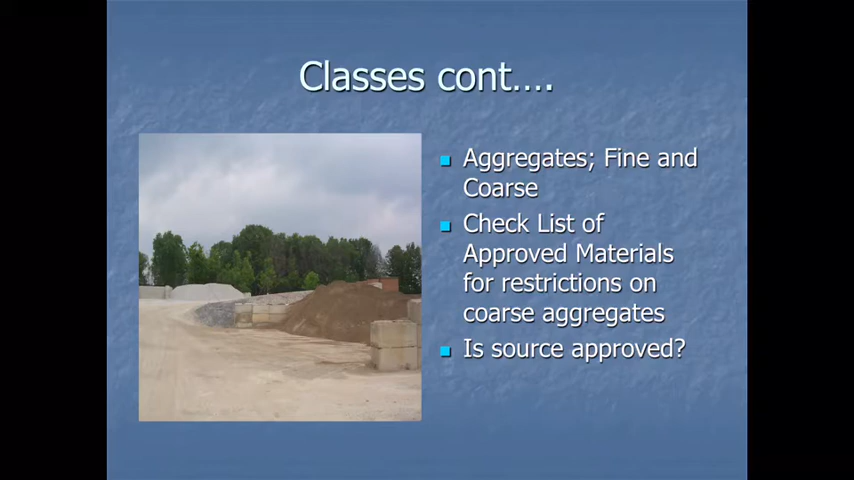 Classes cont....
Aggregates; Fine and
Coarse
Check List of
Approved Materials
for restrictions on
coarse aggregates
Is source approved?